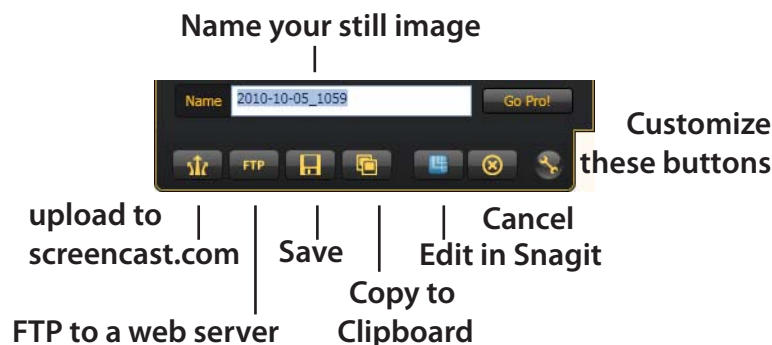 Name your still image
Name 2010-10-05_1059 Go Pro!
Customize
these buttons
FTP
upload to
screencast.com
Save
Cancel
Edit in Snagit
Copy to
Clipboard
FTP to a web server